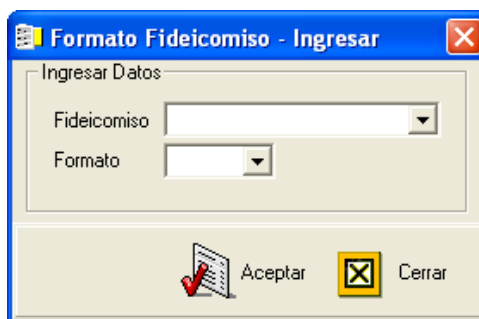 Formato Fideicomiso - Ingresar
Ingresar Datos
Fideicomiso
Formato
Aceptar
Cerrar